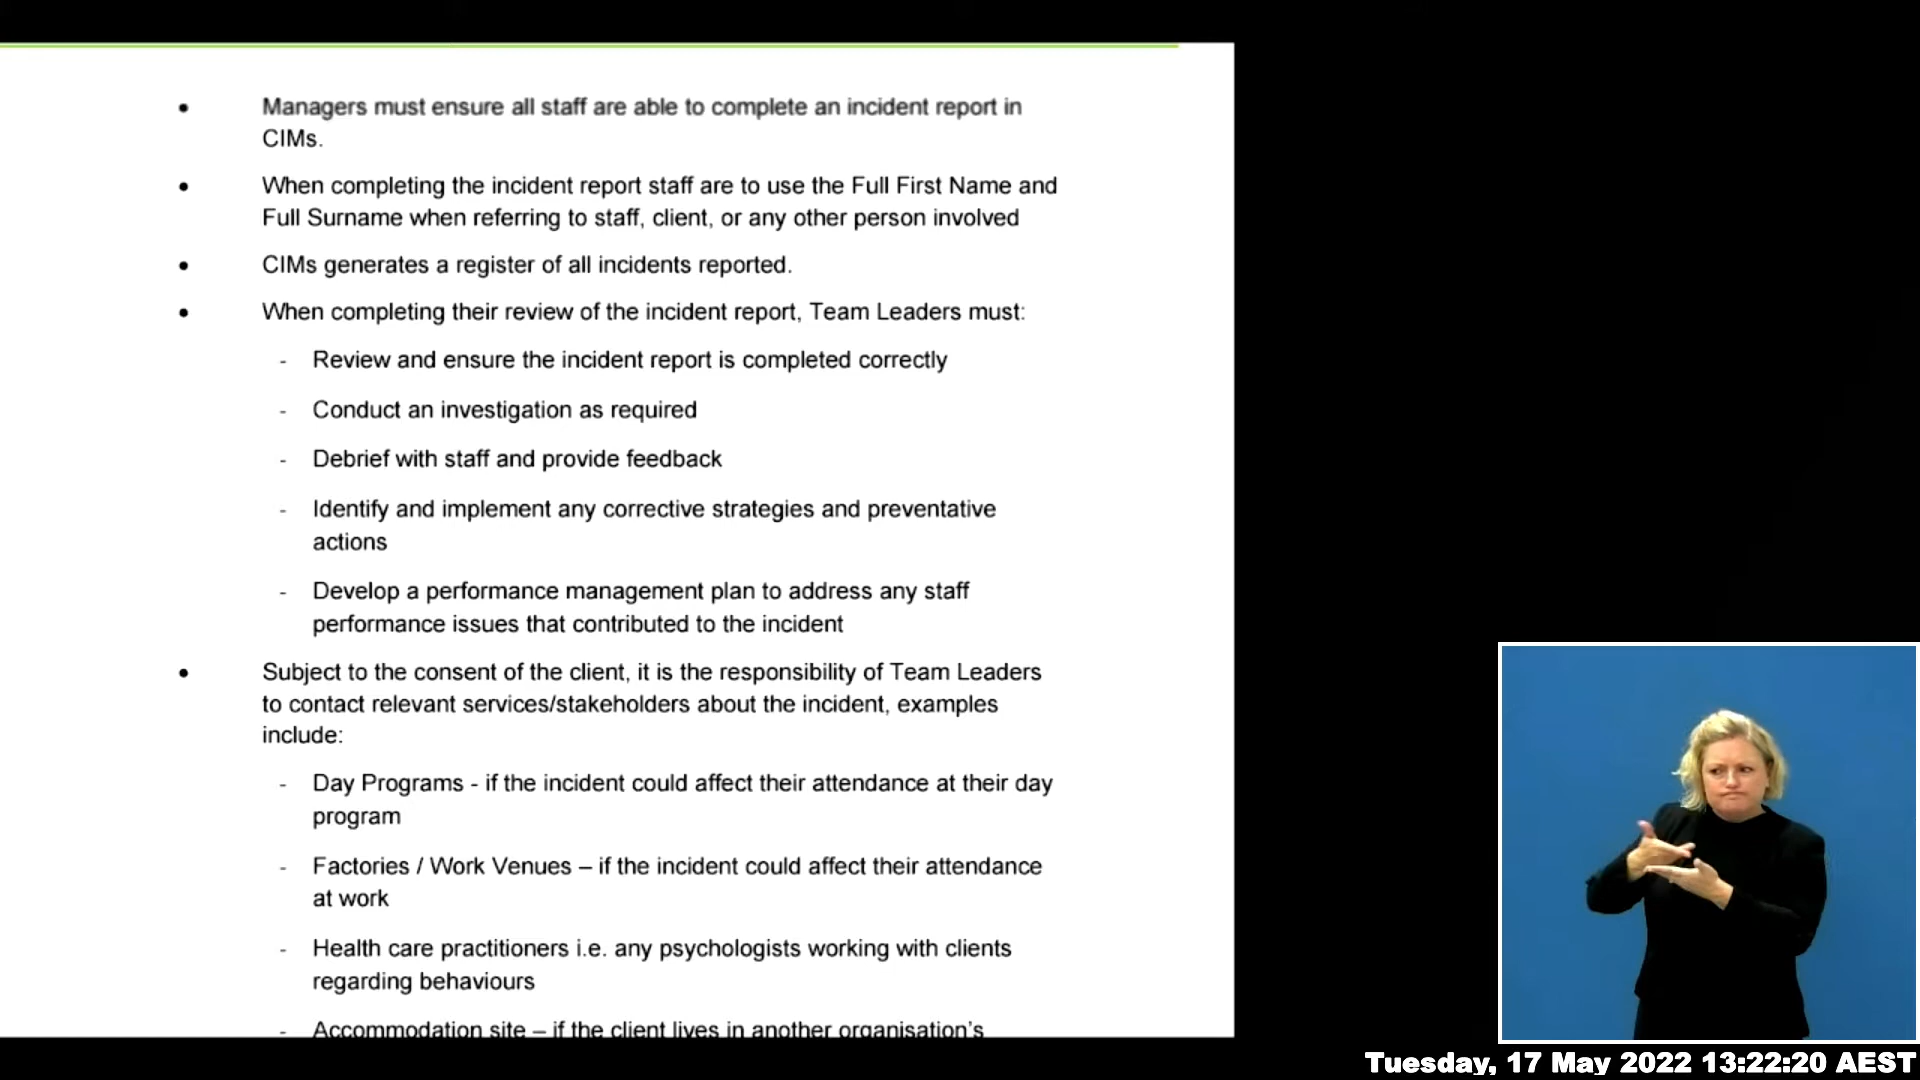 • Managers must ensure all staff are able to complete an incident report in
CIMs.
• When completing the incident report staff are to use the Full First Name and
Full Surname when referring to staff, client, or any other person involved
• CIMs generates a register of all incidents reported.
• When completing their review of the incident report, Team Leaders must:
- Review and ensure the incident report is completed correctly
- Conduct an investigation as required
- Debrief with staff and provide feedback
- Identify and implement any corrective strategies and preventative
actions
- Develop a performance management plan to address any staff
performance issues that contributed to the incident
• Subject to the consent of the client, it is the responsibility of Team Leaders
to contact relevant services/stakeholders about the incident, examples
include:
- Day Programs - if the incident could affect their attendance at their day
program
- Factories / Work Venues – if the incident could affect their attendance
at work
- Health care practitioners i.e. any psychologists working with clients
regarding behaviours
- Accommodation site – if the client lives in another organisation's
Tuesday, 17 May 2022 13:22:20 AEST